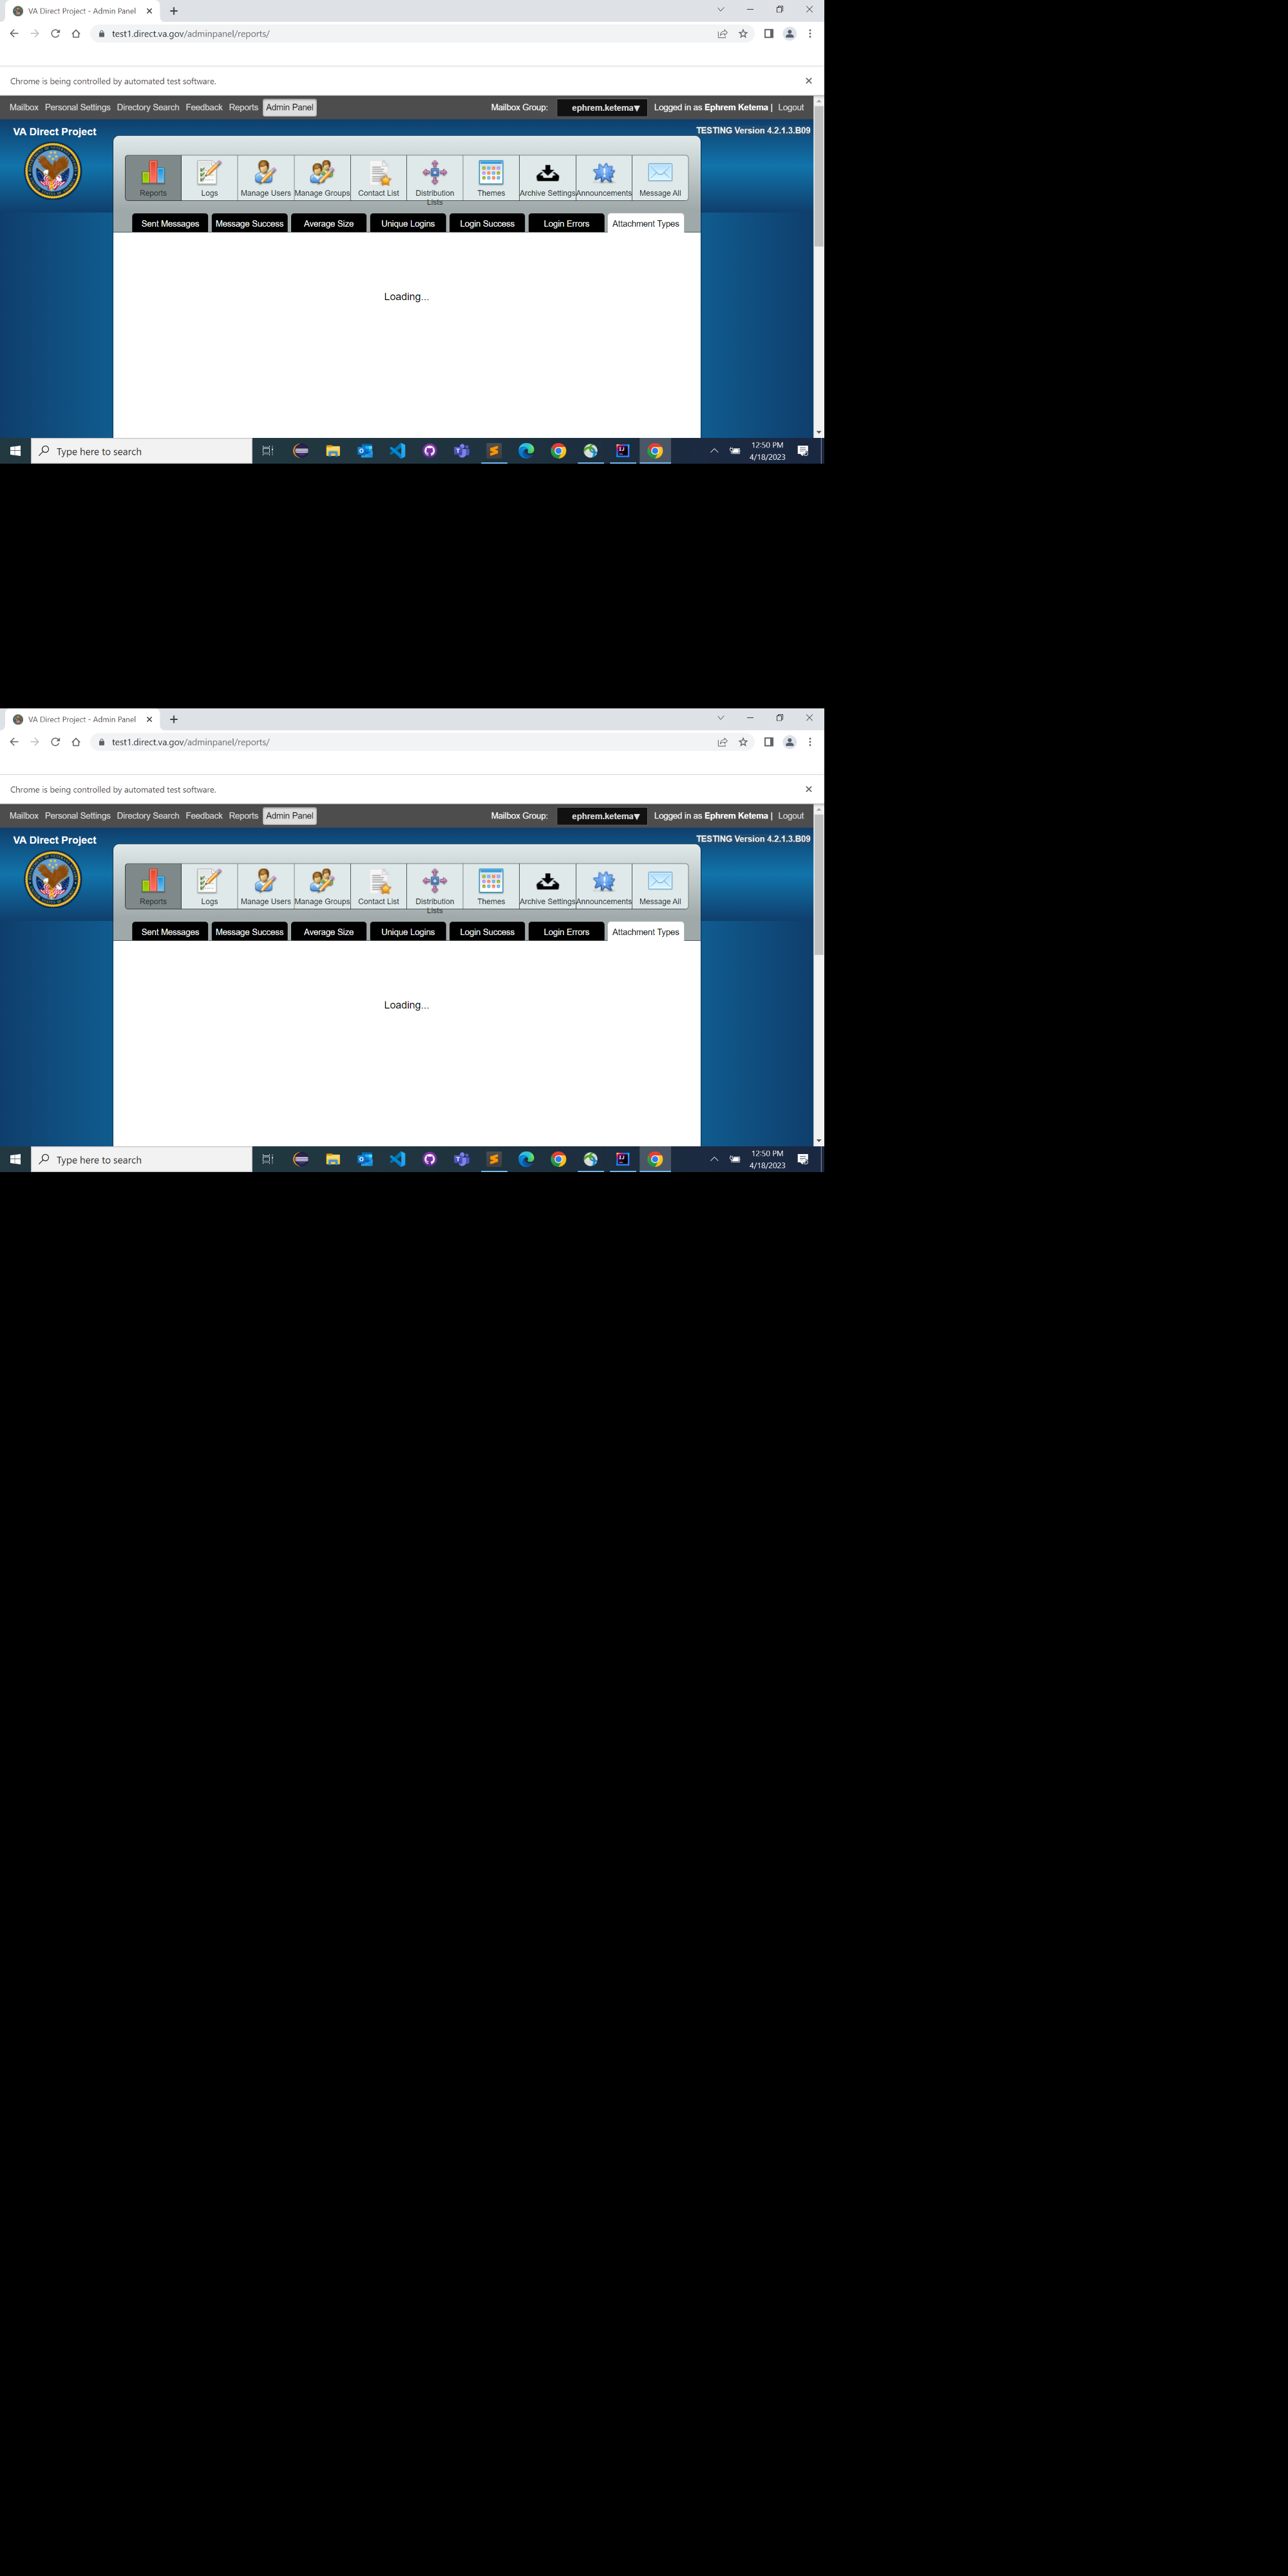 VA Direct Project - Admin Panel
test1.direct.va.gov/adminpanel/reports/
Chrome is being controlled by automated test software.
Mailbox Personal Settings Directory Search Feedback Reports Admin Panel Mailbox Group: ephrem.ketema▼ Logged in as Ephrem Ketema | Logout
VA Direct Project TESTING Version 4.2.1.3.B09
Reports Logs Manage Users Manage Groups Contact List Distribution Lists Themes Archive Settings Announcements Message All
Sent Messages Message Success Average Size Unique Logins Login Success Login Errors Attachment Types
Loading...
Type here to search 12:50 PM
4/18/2023
VA Direct Project - Admin Panel
test1.direct.va.gov/adminpanel/reports/
Chrome is being controlled by automated test software.
Mailbox Personal Settings Directory Search Feedback Reports Admin Panel Mailbox Group: ephrem.ketema▼ Logged in as Ephrem Ketema | Logout
VA Direct Project TESTING Version 4.2.1.3.B09
Reports Logs Manage Users Manage Groups Contact List Distribution Lists Themes Archive Settings Announcements Message All
Sent Messages Message Success Average Size Unique Logins Login Success Login Errors Attachment Types
Loading...
Type here to search 12:50 PM
4/18/2023